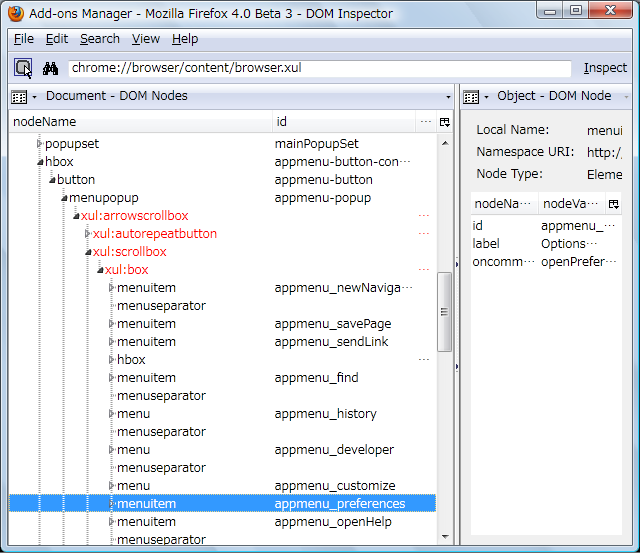 Add-ons Manager - Mozilla Firefox 4.0 Beta 3 - DOM Inspector
File Edit Search View Help
chrome://browser/content/browser.xul Inspect
Document - DOM Nodes
nodeName id ...
popupset mainPopupSet
hbox appmenu-button-con...
button appmenu-button
menupopup appmenu-popup
xul:arrowscrollbox ...
xul:autorepeatbutton ...
xul:scrollbox ...
xul:box ...
menuitem appmenu_newNaviga...
menuseparator
menuitem appmenu_savePage
menuitem appmenu_sendLink
hbox ...
menuitem appmenu_find
menuseparator
menu appmenu_history
menuseparator
menu appmenu_developer
menuseparator
menu appmenu_customize
menuitem appmenu_preferences
menuitem appmenu_openHelp
menuseparator
Object - DOM Node
Local Name: menui
Namespace URI: http:/
Node Type: Eleme
nodeNa... nodeVa...
id appmenu_...
label Options...
oncomm... openPrefer...